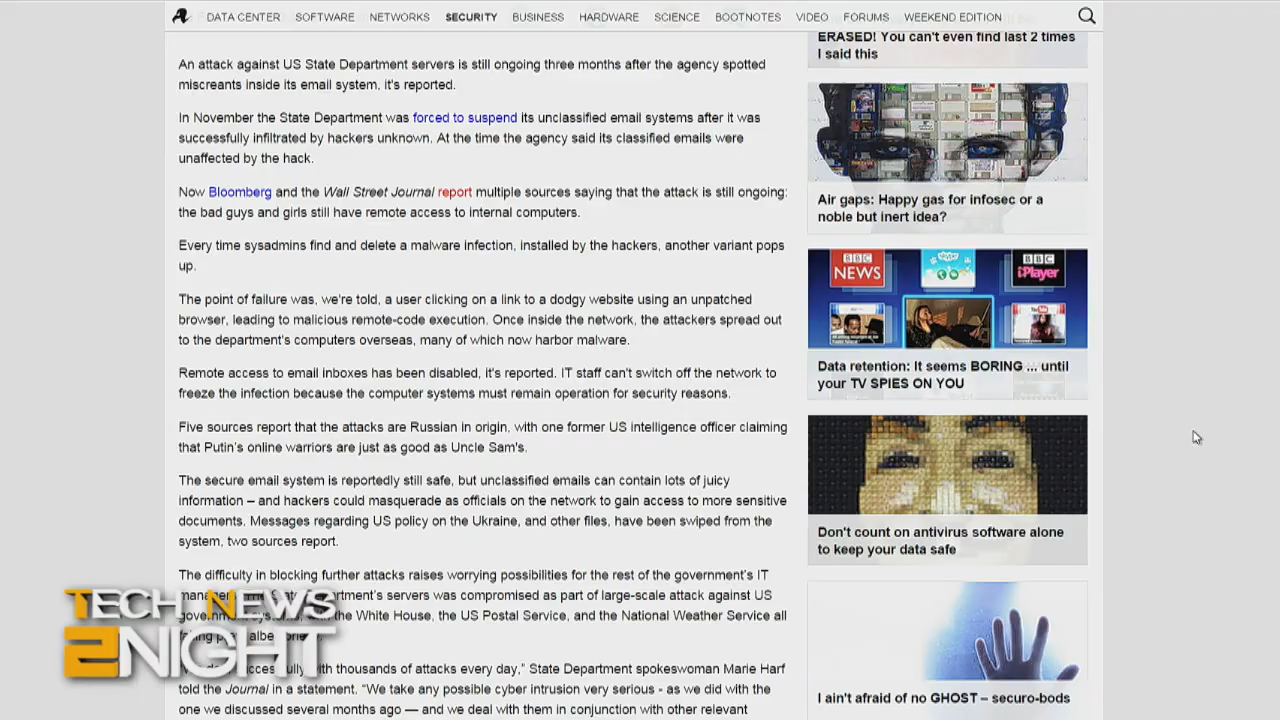 DATA CENTER SOFTWARE NETWORKS SECURITY BUSINESS HARDWARE SCIENCE BOOTNOTES VIDEO FORUMS WEEKEND EDITION
An attack against US State Department servers is still ongoing three months after the agency spotted
miscreants inside its email system, it's reported.
In November the State Department was forced to suspend its unclassified email systems after it was
successfully infiltrated by hackers unknown. At the time the agency said its classified emails were
unaffected by the hack.
Now Bloomberg and the Wall Street Journal report multiple sources saying that the attack is still ongoing:
the bad guys and girls still have remote access to internal computers.
Every time sysadmins find and delete a malware infection, installed by the hackers, another variant pops
up.
The point of failure was, we're told, a user clicking on a link to a dodgy website using an unpatched
browser, leading to malicious remote-code execution. Once inside the network, the attackers spread out
to the department's computers overseas, many of which now harbor malware.
Remote access to email inboxes has been disabled, it's reported. IT staff can't switch off the network to
freeze the infection because the computer systems must remain operation for security reasons.
Five sources report that the attacks are Russian in origin, with one former US intelligence officer claiming
that Putin's online warriors are just as good as Uncle Sam's.
The secure email system is reportedly still safe, but unclassified emails can contain lots of juicy
information – and hackers could masquerade as officials on the network to gain access to more sensitive
documents. Messages regarding US policy on the Ukraine, and other files, have been swiped from the
system, two sources report.
The difficulty in blocking further attacks raises worrying possibilities for the rest of the government's IT
servers was compromised as part of large-scale attack against US
the White House, the US Postal Service, and the National Weather Service all
with thousands of attacks every day," State Department spokeswoman Marie Harf
told the Journal in a statement. "We take any possible cyber intrusion very serious - as we did with the
one we discussed several months ago — and we deal with them in conjunction with other relevant
ERASED! You can't even find last 2 times
I said this
Air gaps: Happy gas for infosec or a
noble but inert idea?
BBC
NEWS
skype
BBC
iPlayer
You Tube
Data retention: It seems BORING ... until
your TV SPIES ON YOU
Don't count on antivirus software alone
to keep your data safe
I ain't afraid of no GHOST – securo-bods
TECH NEWS
2NIGHT